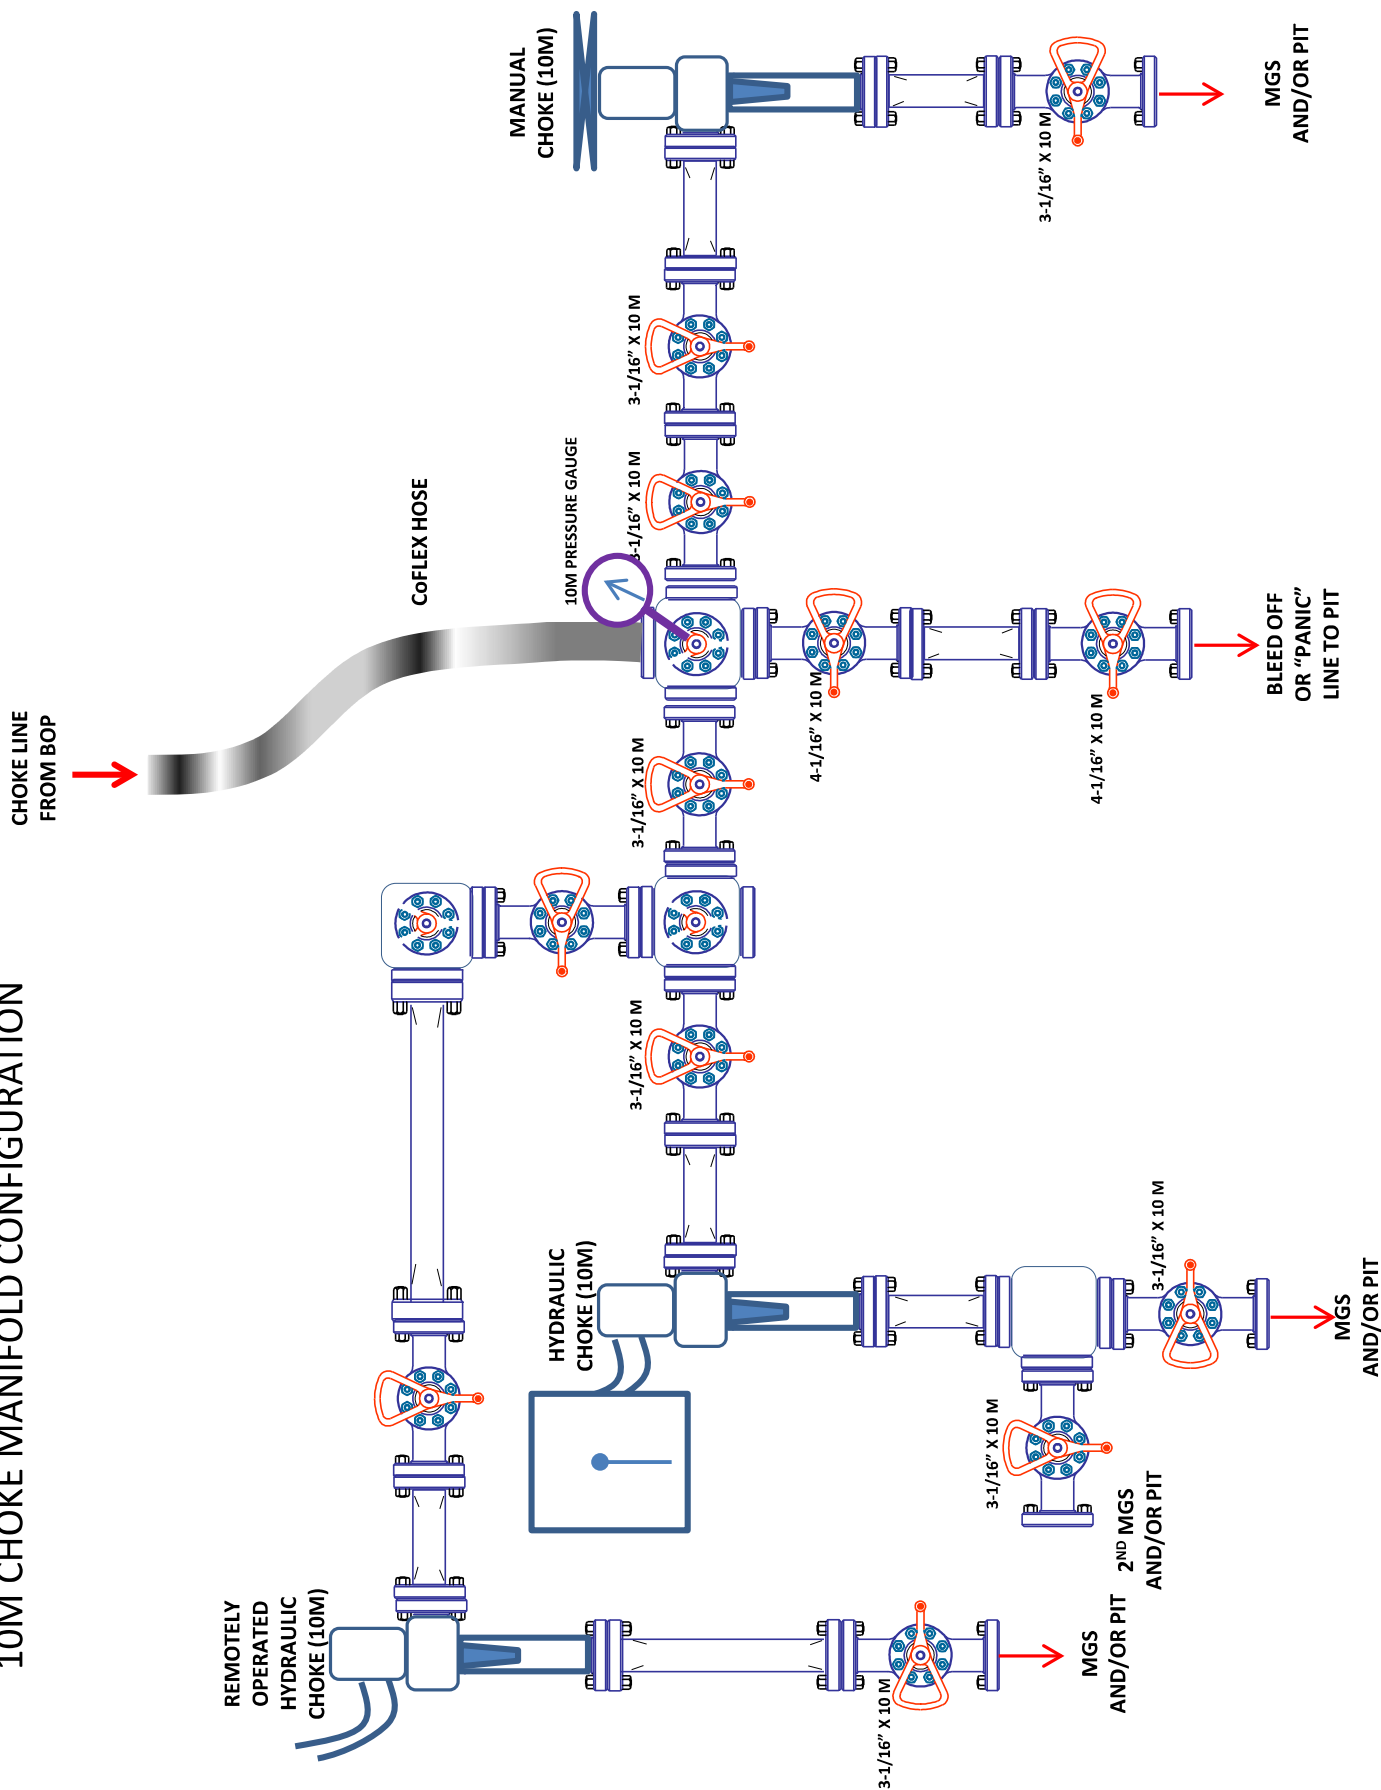 10M CHOKE MANIFOLD CONFIGURATION
CHOKE LINE
FROM BOP
REMOTELY
OPERATED
HYDRAULIC
CHOKE (10M)
CoFLEX HOSE
MANUAL
CHOKE (10M)
HYDRAULIC
CHOKE (10M)
10M PRESSURE GAUGE
3-1/16” X 10 M
3-1/16” X 10 M
3-1/16” X 10 M
3-1/16” X 10 M
3-1/16” X 10 M
4-1/16” X 10 M
3-1/16” X 10 M
3-1/16” X 10 M
3-1/16” X 10 M
4-1/16” X 10 M
3-1/16” X 10 M
MGS
AND/OR PIT
2ND MGS
AND/OR PIT
BLEED OFF
OR “PANIC”
LINE TO PIT
MGS
AND/OR PIT
MGS
AND/OR PIT